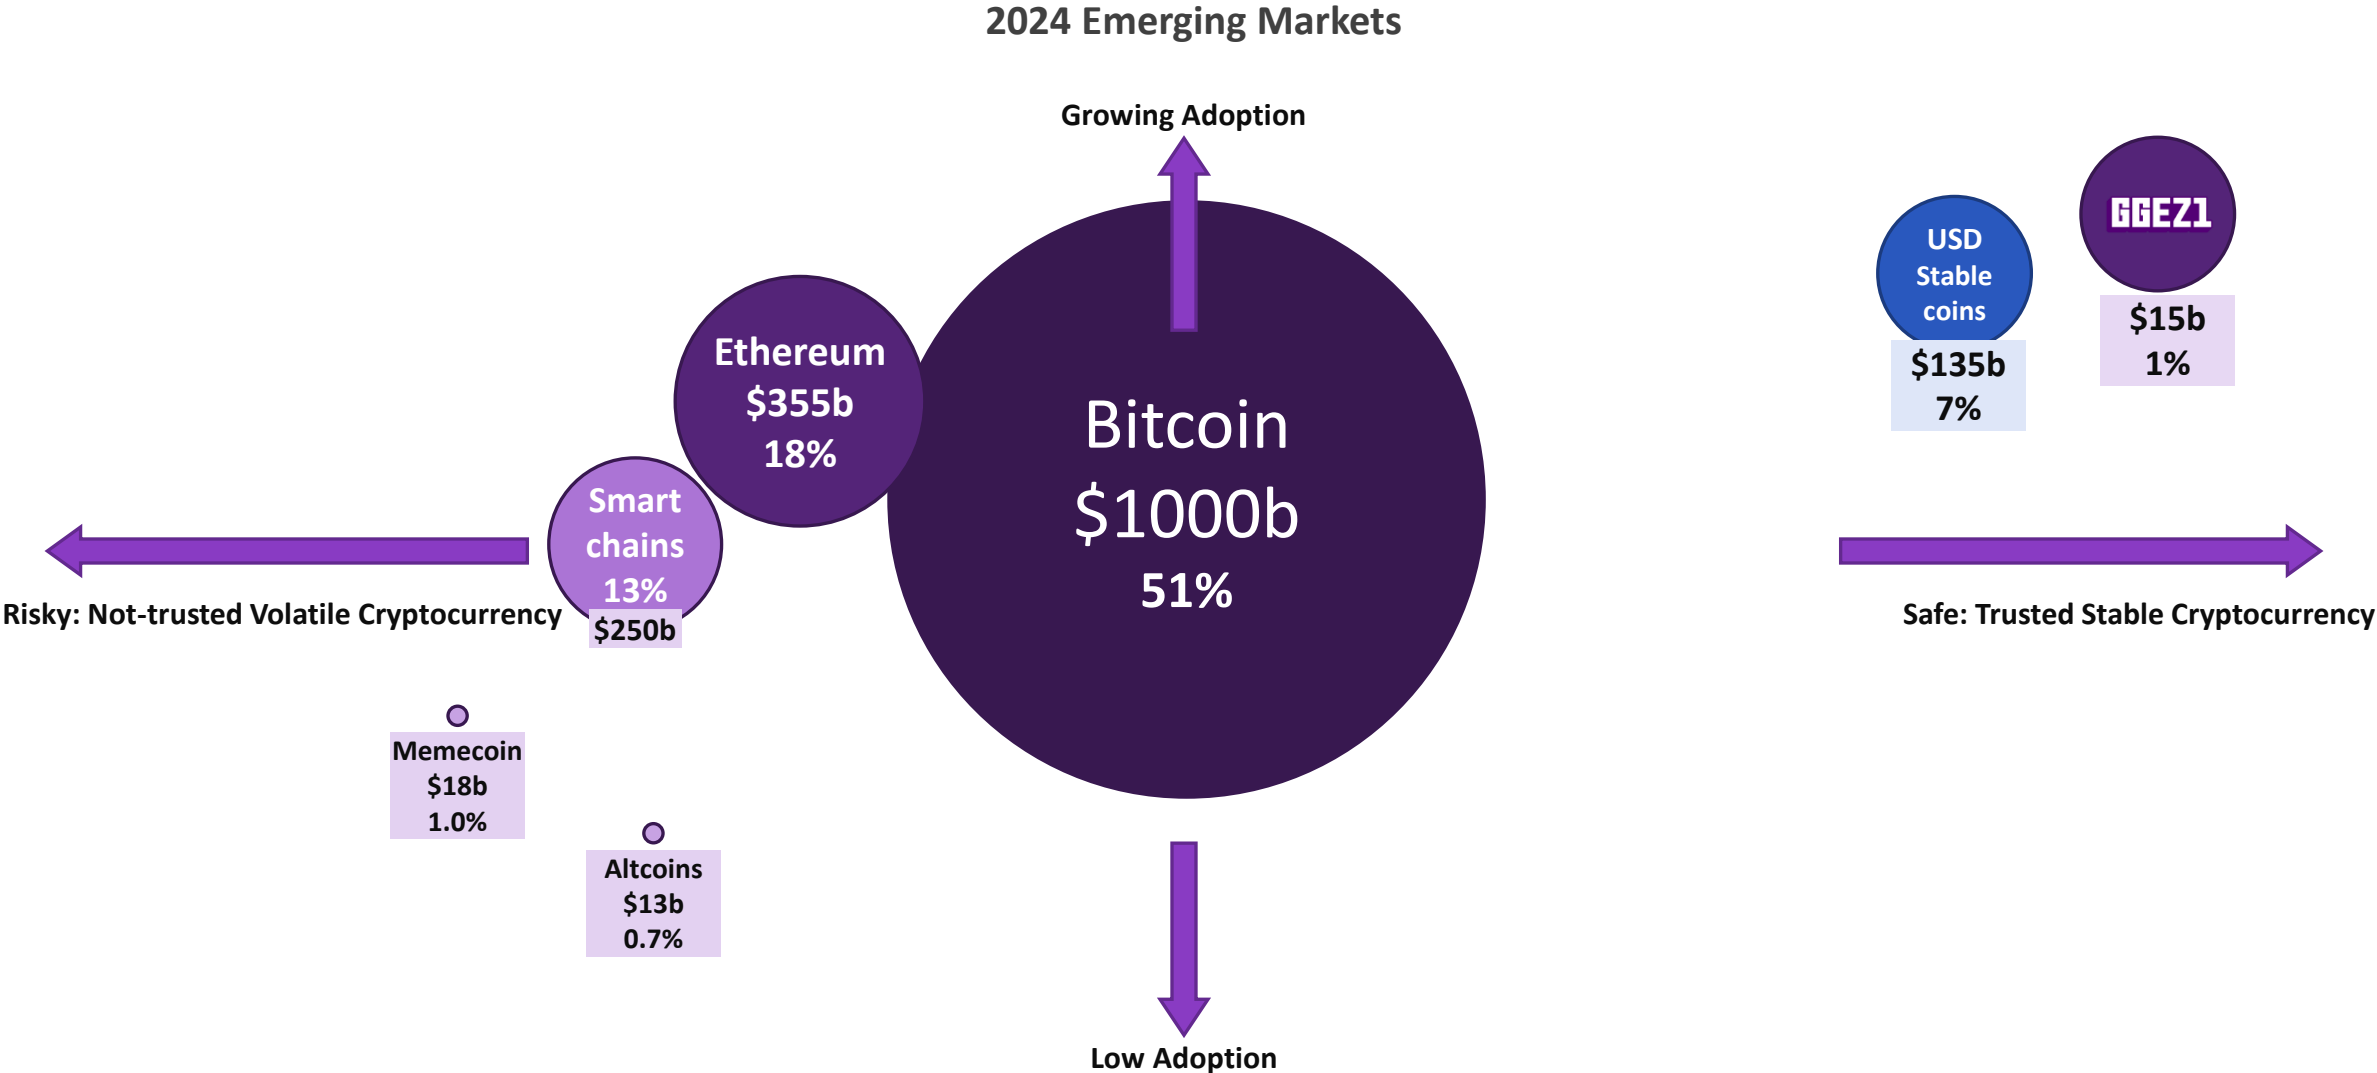 2024 Emerging Markets
Growing Adoption
GGEZ1
$15b
1%
USD
Stable
coins
$135b
7%
Ethereum
$355b
18%
Bitcoin
$1000b
51%
Smart
chains
13%
$250b
Risky: Not-trusted Volatile Cryptocurrency
Safe: Trusted Stable Cryptocurrency
Memecoin
$18b
1.0%
Altcoins
$13b
0.7%
Low Adoption